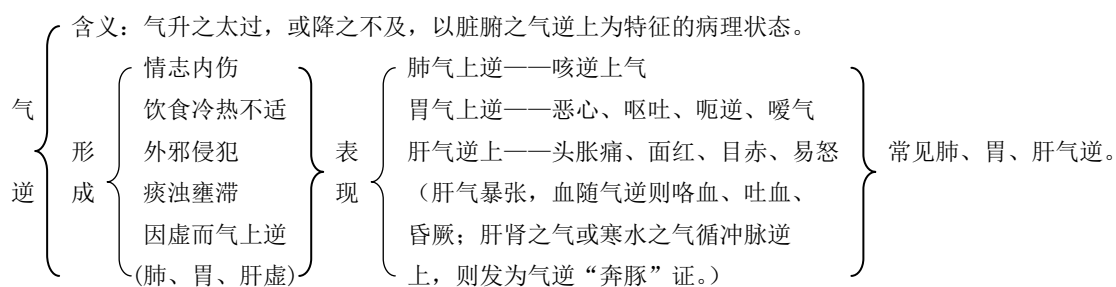 气逆
含义：气升之太过，或降之不及，以脏腑之气逆上为特征的病理状态。
形成
情志内伤
饮食冷热不适
外邪侵犯
痰浊壅滞
因虚而气上逆
(肺、胃、肝虚)
表现
肺气上逆——咳逆上气
胃气上逆——恶心、呕吐、呃逆、嗳气
肝气逆上——头胀痛、面红、目赤、易怒
（肝气暴张，血随气逆则咯血、吐血、
昏厥；肝肾之气或寒水之气循冲脉逆
上，则发为气逆“奔豚”证。）
常见肺、胃、肝气逆。